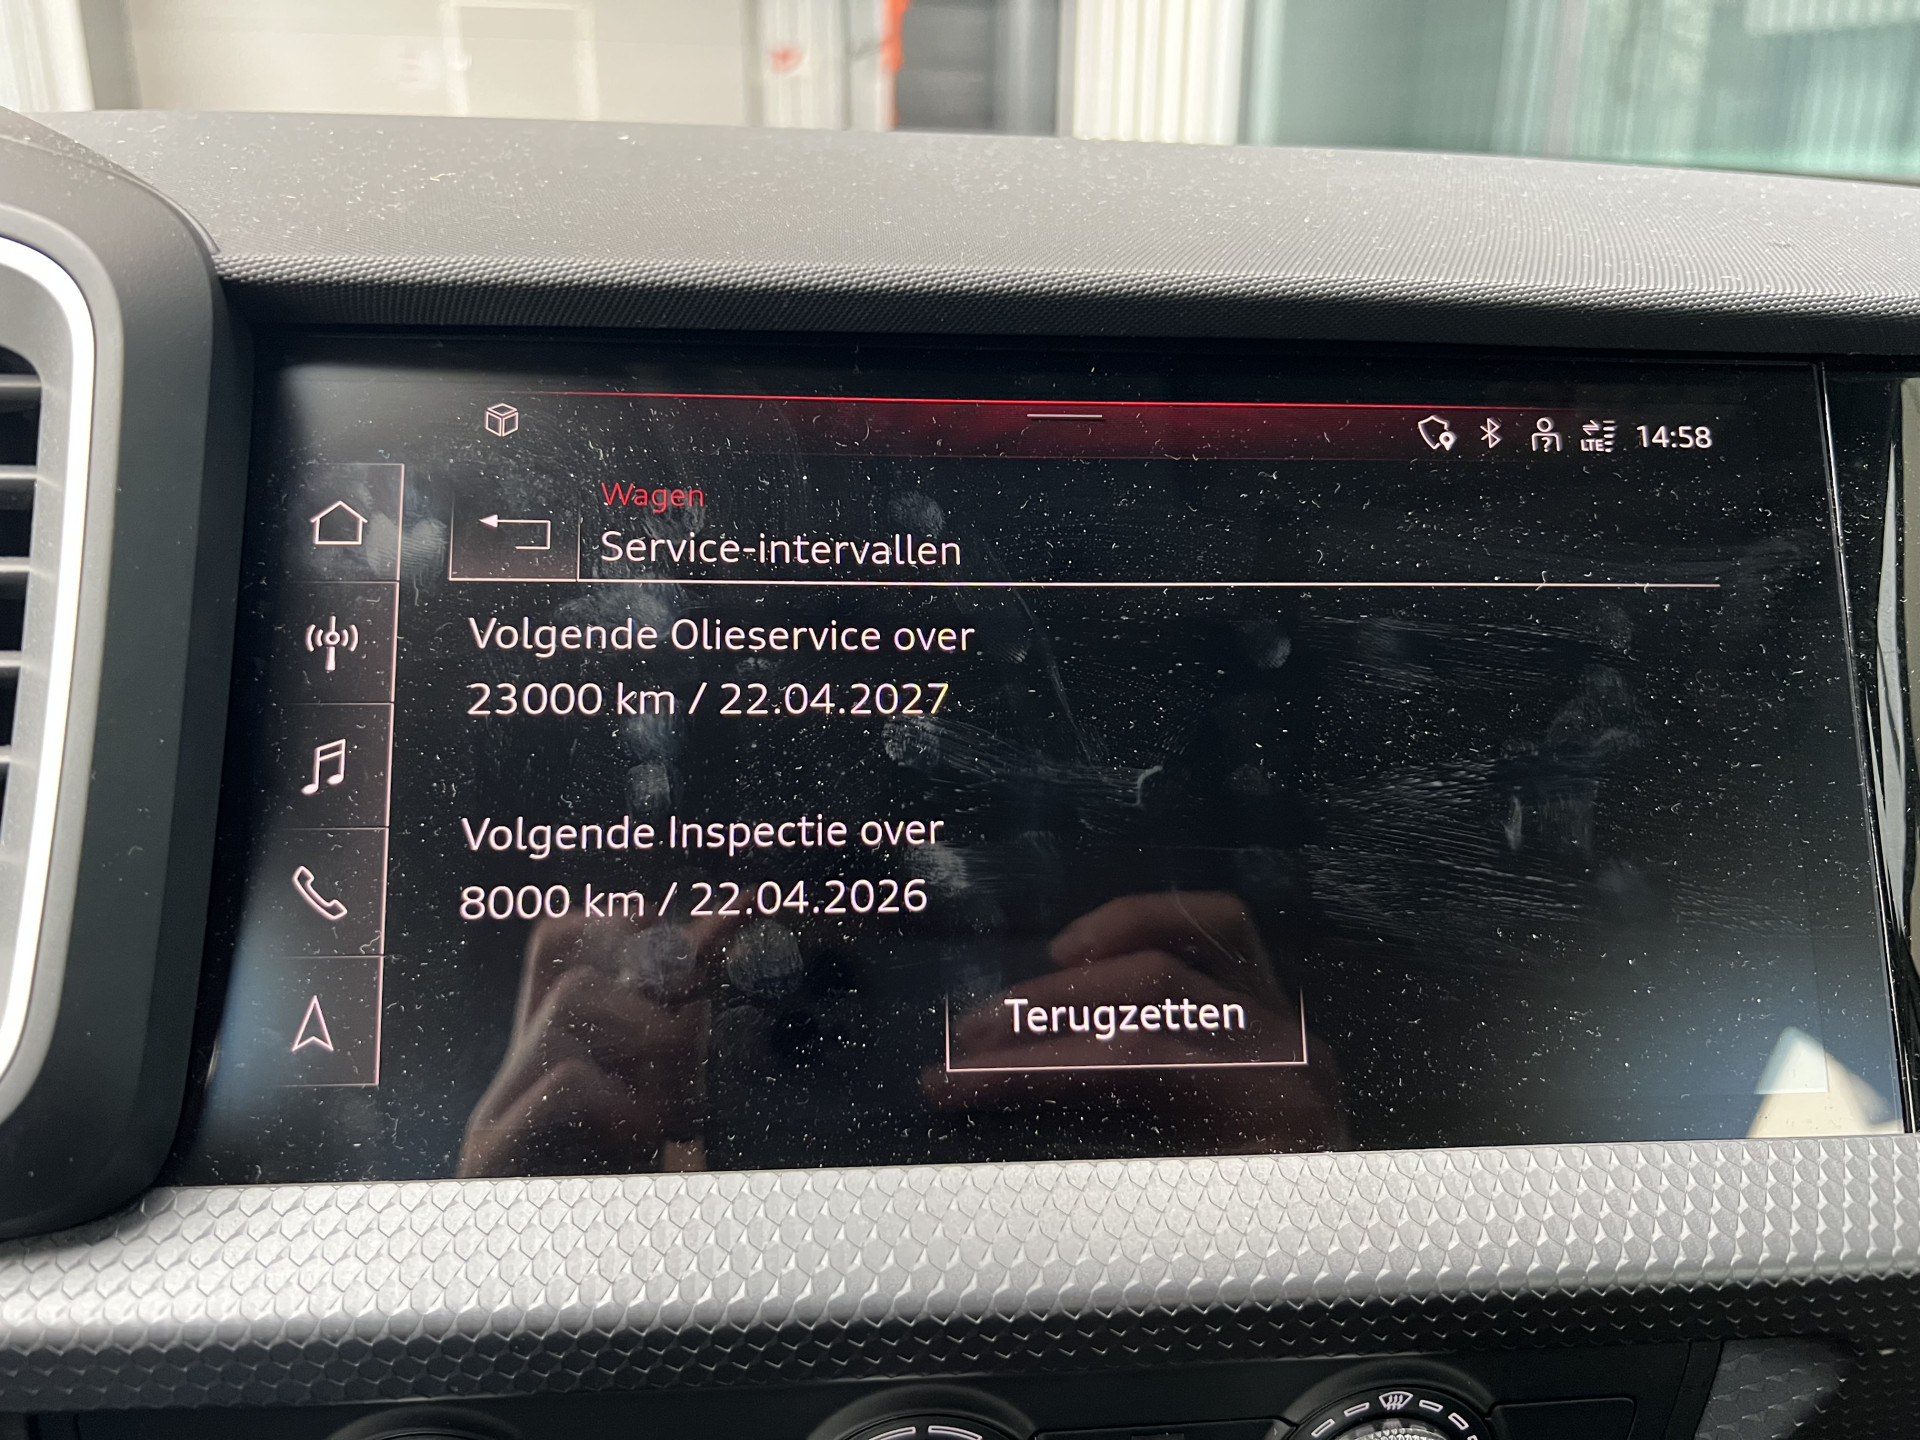 LTE 14:58
Wagen
Service-intervallen
Volgende Olieservice over
23000 km / 22.04.2027
Volgende Inspectie over
8000 km / 22.04.2026
Terugzetten